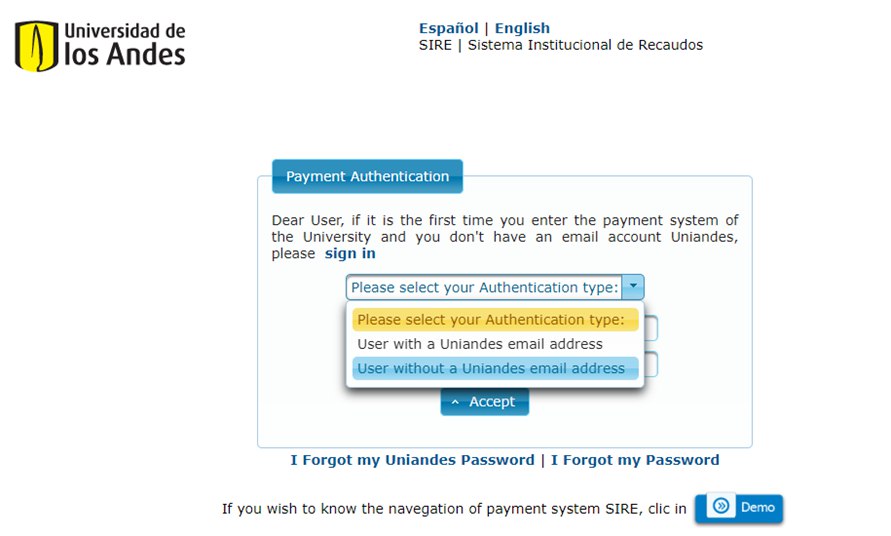 Universidad de
los Andes
Español | English
SIRE | Sistema Institucional de Recaudos
Payment Authentication
Dear User, if it is the first time you enter the payment system of
the University and you don't have an email account Uniandes,
please sign in
Please select your Authentication type:
Please select your Authentication type:
User with a Uniandes email address
User without a Uniandes email address
Accept
I Forgot my Uniandes Password | I Forgot my Password
If you wish to know the navegation of payment system SIRE, clic in Demo